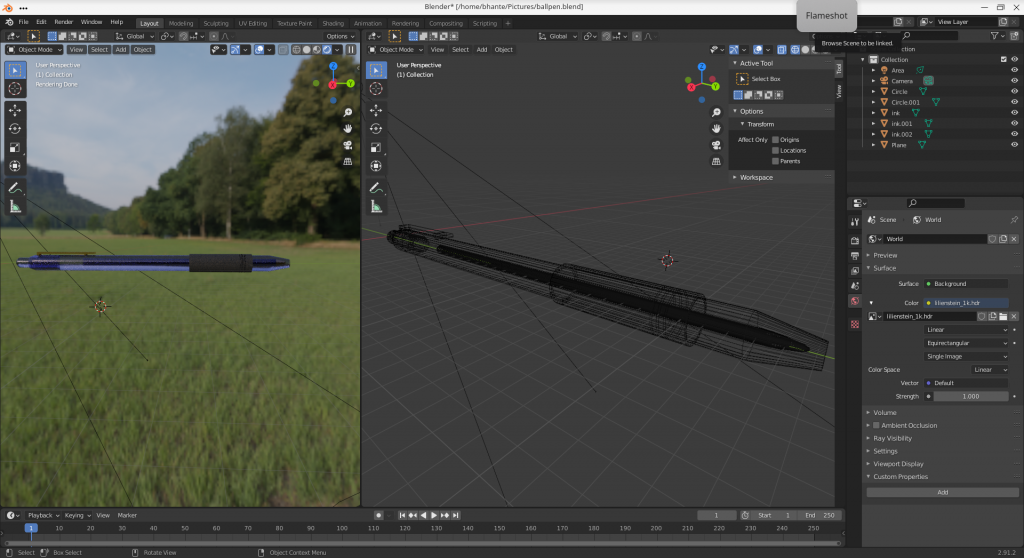 Blender* [/home/bhante/Pictures/ballpen.blend]
Flameshot
File Edit Render Window Help Layout Modeling Sculpting UV Editing Texture Paint Shading Animation Rendering Compositing Scripting
View Layer
Browse Scene to be linked.
Object Mode View Select Add Object Global Options
Object Mode View Select Add Object Global
User Perspective
(1) Collection
Rendering Done
User Perspective
(1) Collection
Z
Y
X
Z
Y
X
Active Tool
Select Box
Options
Transform
Affect Only Origins
Locations
Parents
Workspace
Tool
View
Collection
Area
Camera
Circle
Circle.001
ink
ink.001
ink.002
Plane
Scene World
World
Preview
Surface
Surface Background
Color lilienstein_1k.hdr
lilienstein_1k.hdr
Linear
Equirectangular
Single Image
Color Space Linear
Vector Default
Strength 1.000
Volume
Ambient Occlusion
Ray Visibility
Settings
Viewport Display
Custom Properties
Add
Playback Keying View Marker
1 Start 1 End 250
1 10 20 30 40 50 60 70 80 90 100 110 120 130 140 150 160 170 180 190 200 210 220 230 240 250
Select Box Select Rotate View Object Context Menu 2.91.2